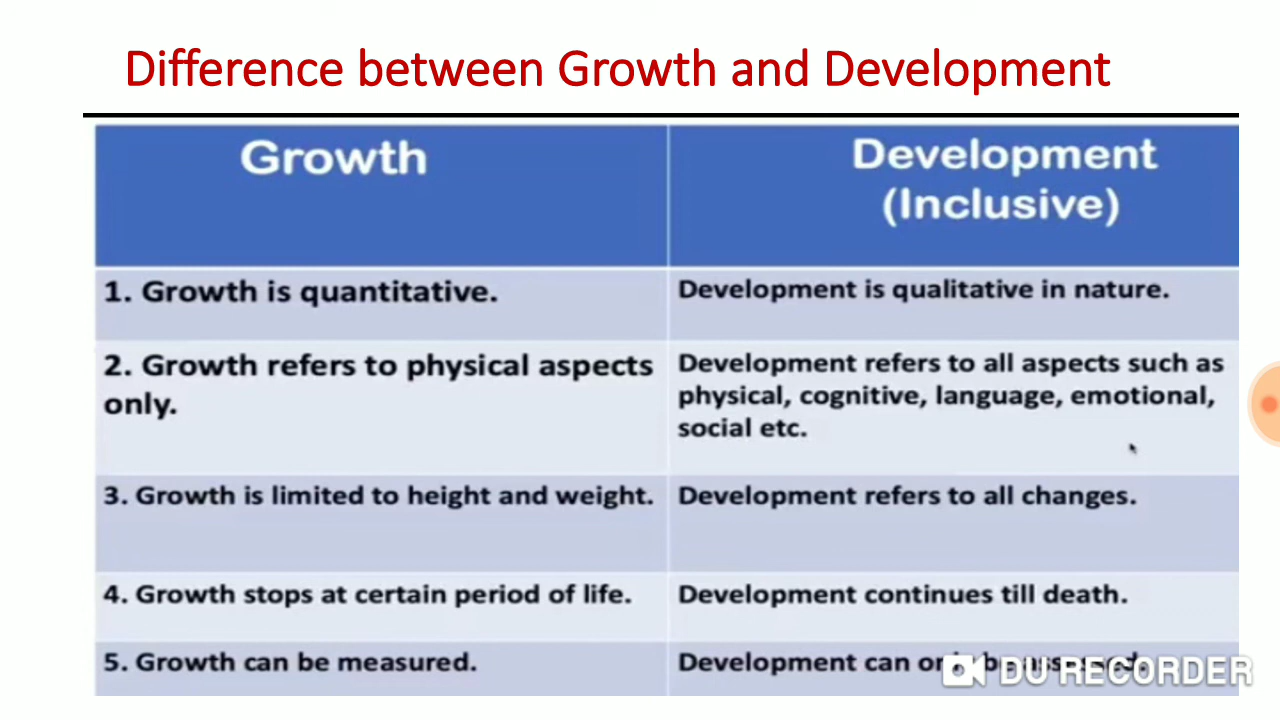 Difference between Growth and Development
Growth
Development
(Inclusive)
1. Growth is quantitative.
Development is qualitative in nature.
2. Growth refers to physical aspects
only.
Development refers to all aspects such as
physical, cognitive, language, emotional,
social etc.
3. Growth is limited to height and weight.
Development refers to all changes.
4. Growth stops at certain period of life.
Development continues till death.
5. Growth can be measured.
Development can only be assessed.
DU RECORDER